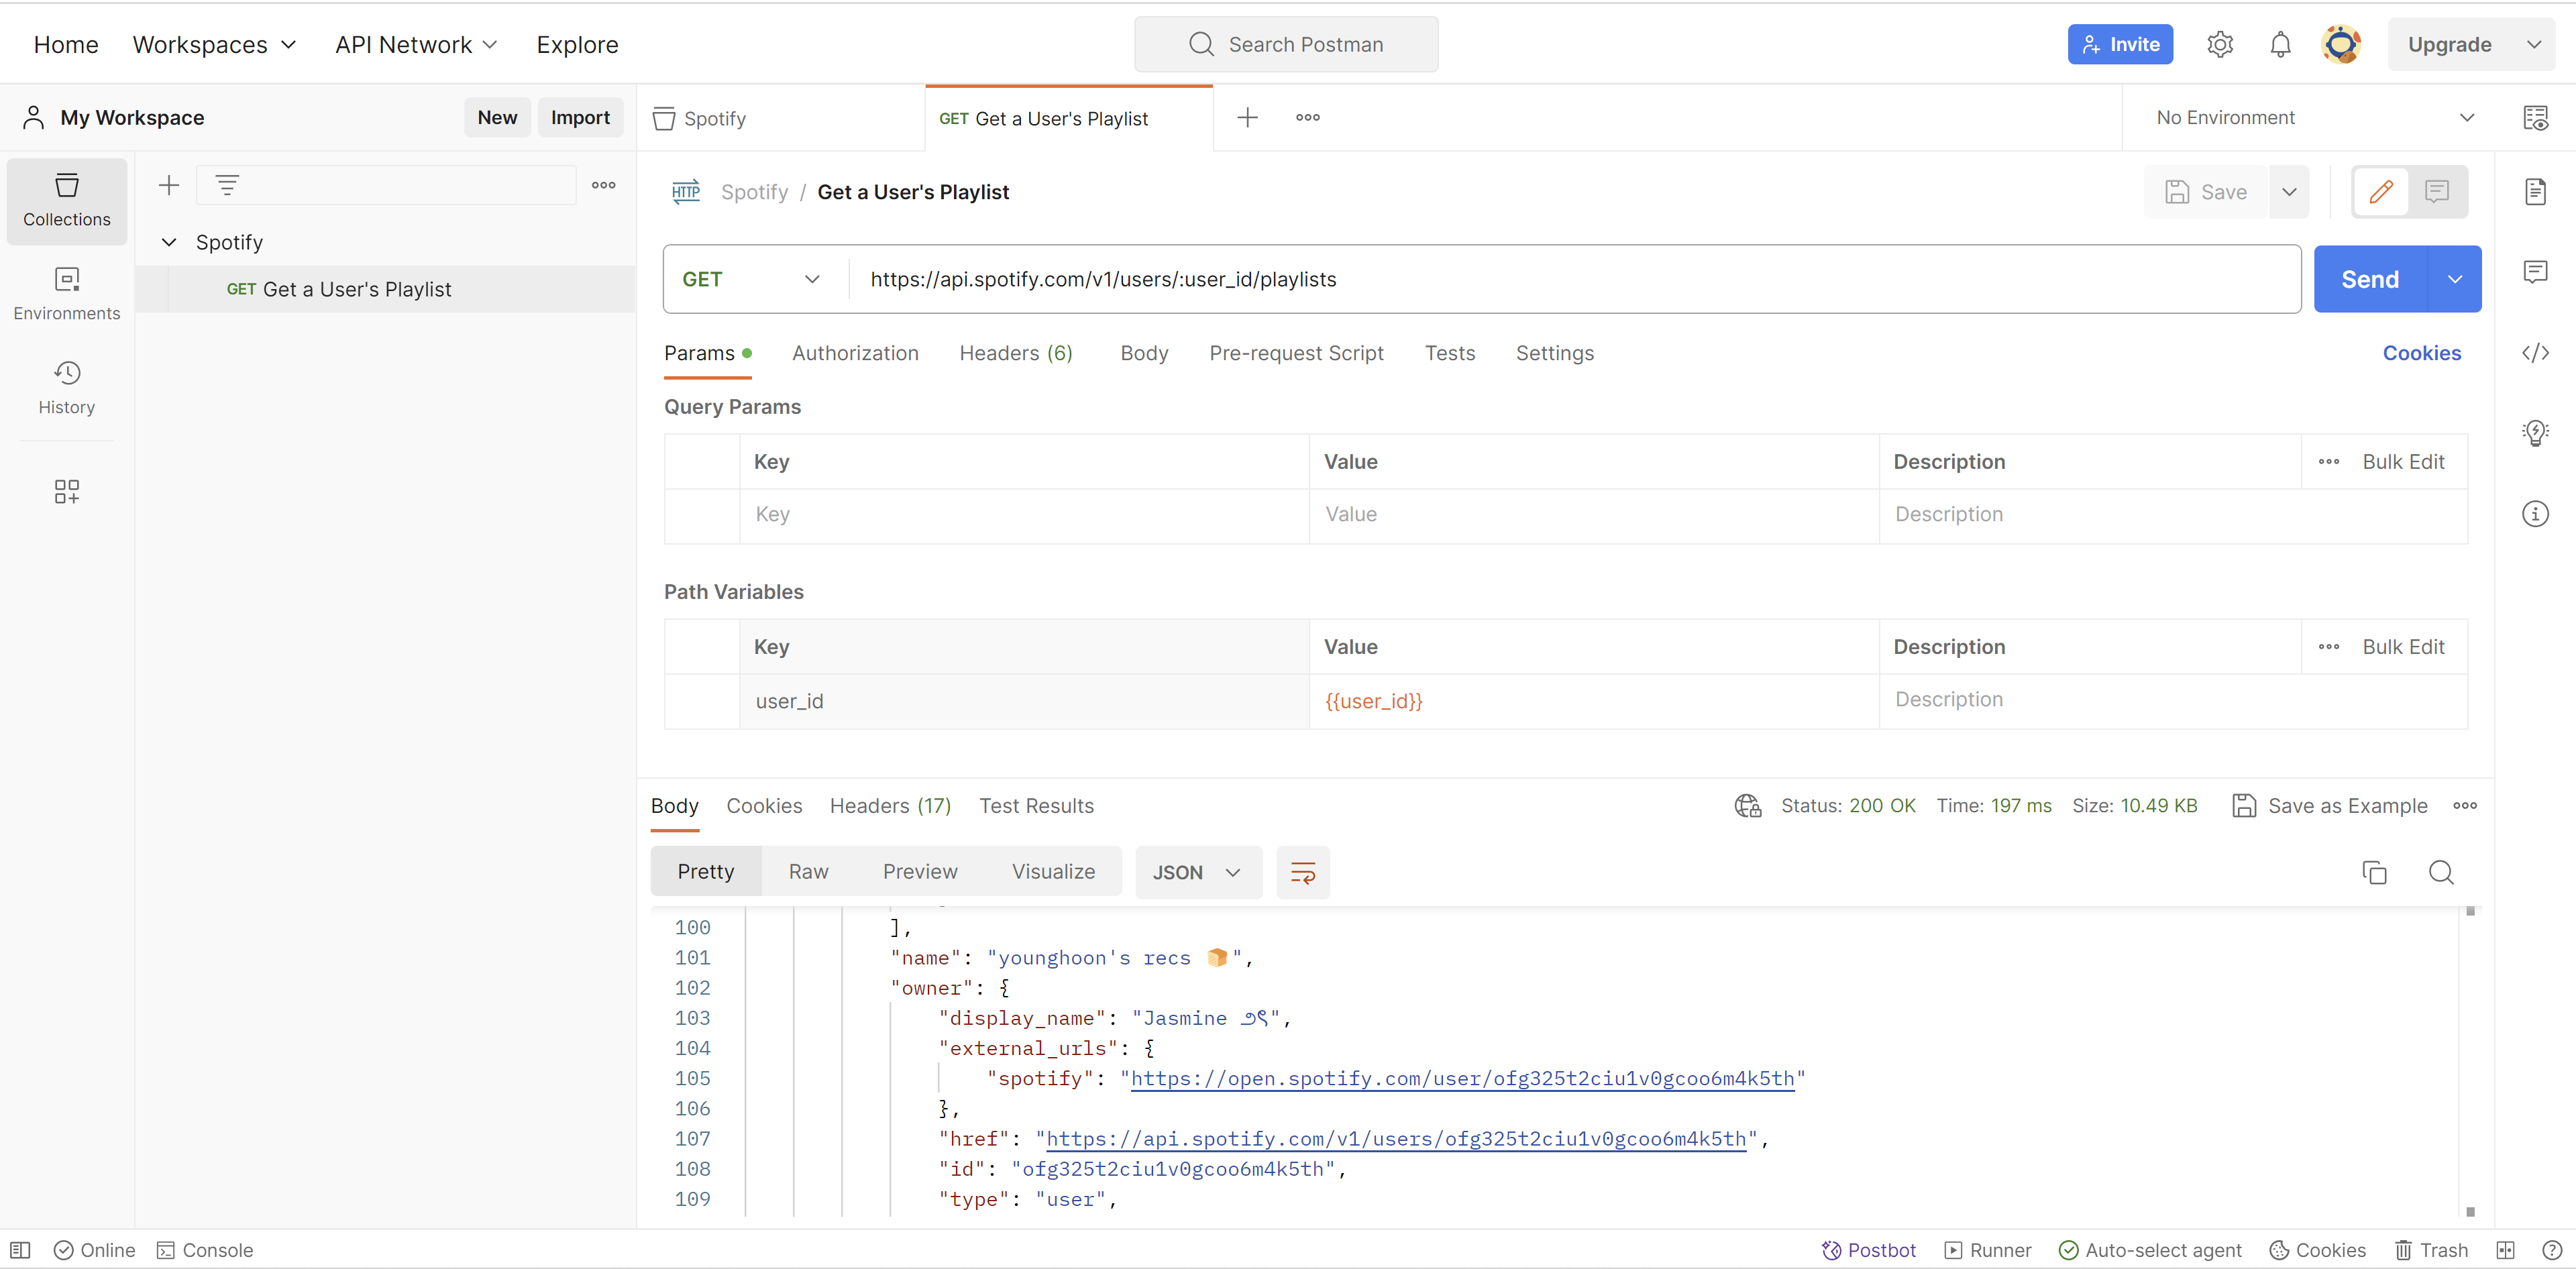 Home Workspaces API Network Explore Search Postman Invite Upgrade
My Workspace New Import Spotify GET Get a User's Playlist No Environment
Collections
Environments
History
Spotify
GET Get a User's Playlist
HTTP Spotify / Get a User's Playlist Save
GET https://api.spotify.com/v1/users/:user_id/playlists Send
Params Authorization Headers (6) Body Pre-request Script Tests Settings Cookies
Query Params
Key Value Description Bulk Edit
Key Value Description
Path Variables
Key Value Description Bulk Edit
user_id {{user_id}} Description
Body Cookies Headers (17) Test Results Status: 200 OK Time: 197 ms Size: 10.49 KB Save as Example
Pretty Raw Preview Visualize JSON
100 ],
101 "name": "younghoon's recs 🍞",
102 "owner": {
103 "display_name": "Jasmine ౨ৎ",
104 "external_urls": {
105 "spotify": "https://open.spotify.com/user/ofg325t2ciu1v0gcoo6m4k5th"
106 },
107 "href": "https://api.spotify.com/v1/users/ofg325t2ciu1v0gcoo6m4k5th",
108 "id": "ofg325t2ciu1v0gcoo6m4k5th",
109 "type": "user",
Online Console Postbot Runner Auto-select agent Cookies Trash